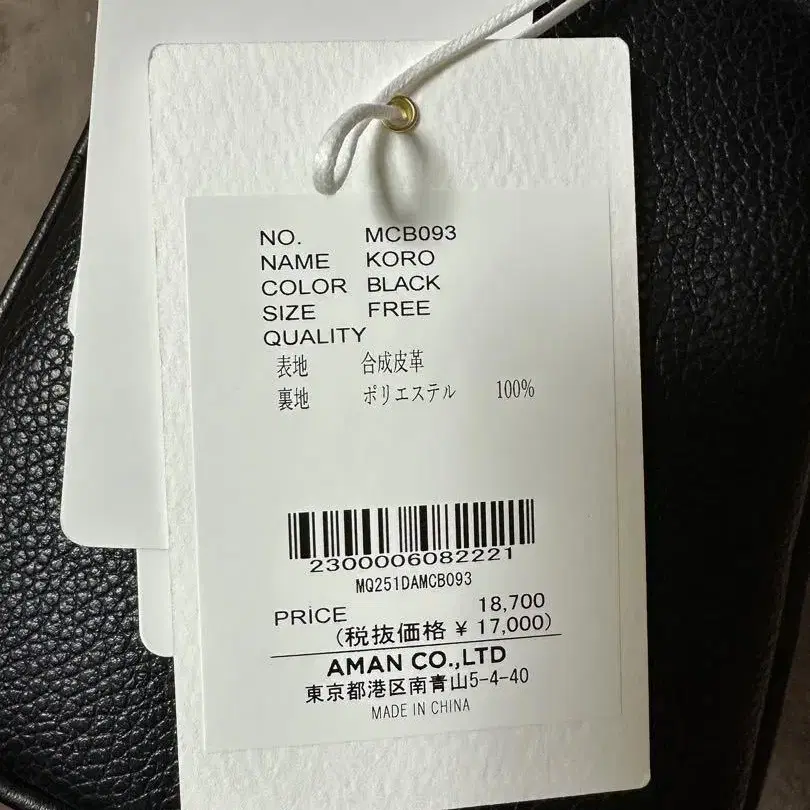 NO. MCB093
NAME KORO
COLOR BLACK
SIZE FREE
QUALITY
表地 合成皮革
裏地 ポリエステル 100%
2300006082221
MQ251DAMCB093
PRİCE 18,700
(税抜価格 ¥ 17,000)
AMAN CO.,LTD
東京都港区南青山5-4-40
MADE IN CHINA